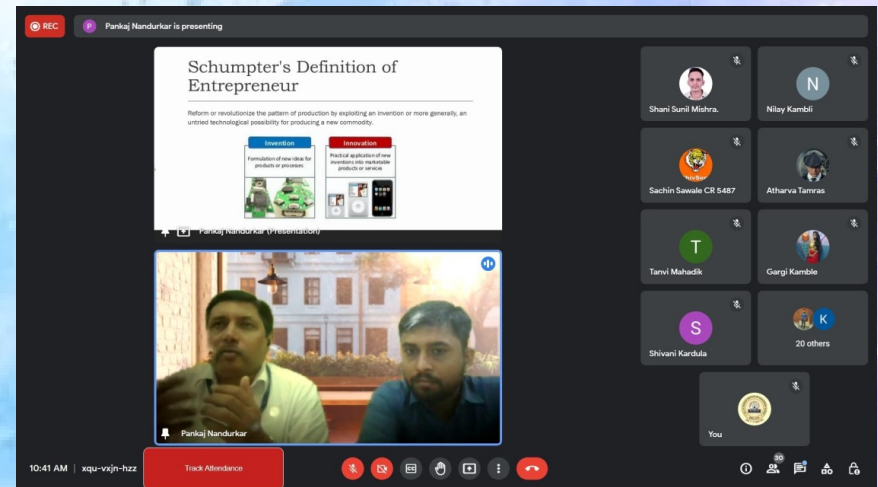 REC
P Pankaj Nandurkar is presenting
Schumpter's Definition of
Entrepreneur
Reform or revolutionize the pattern of production by exploiting an invention or more generally, an
untried technological possibility for producing a new commodity.
Invention
Formulation of new ideas for
products or processes
Innovation
Practical application of new
inventions into marketable
products or services
Pankaj Nandurkar (Presentation)
Pankaj Nandurkar
Shani Sunil Mishra.
N
Nilay Kambli
Sachin Sawale CR 5487
Atharva Tamras
T
Tanvi Mahadik
Gargi Kamble
S
Shivani Kardula
K
20 others
You
10:41 AM | xqu-vxjn-hzz
Track Attendance
30